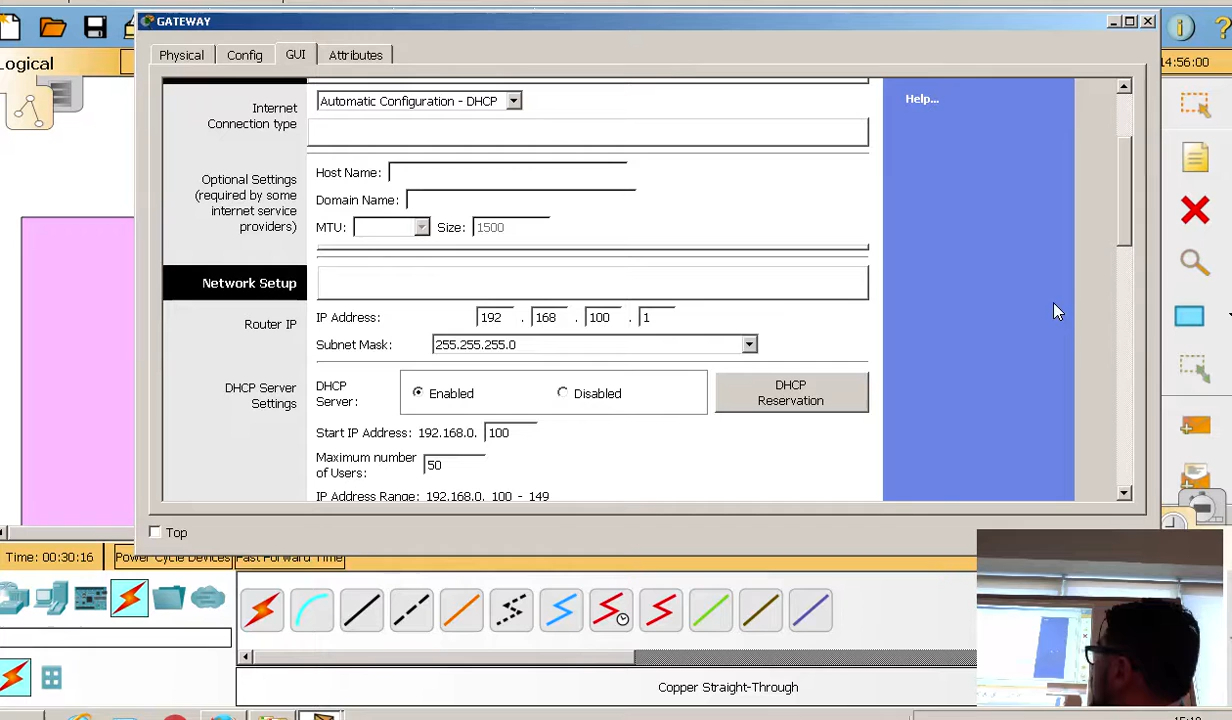 GATEWAY
Physical Config GUI Attributes
Logical
14:56:00
Internet
Connection type
Automatic Configuration - DHCP
Help...
Optional Settings
(required by some
internet service
providers)
Host Name:
Domain Name:
MTU: Size: 1500
Network Setup
Router IP
IP Address: 192 . 168 . 100 . 1
Subnet Mask: 255.255.255.0
DHCP Server
Settings
DHCP
Server:
Enabled Disabled
DHCP
Reservation
Start IP Address: 192.168.0. 100
Maximum number
of Users: 50
IP Address Range: 192.168.0. 100 - 149
Top
Time: 00:30:16 Power Cycle Devices Fast Forward Time
Copper Straight-Through